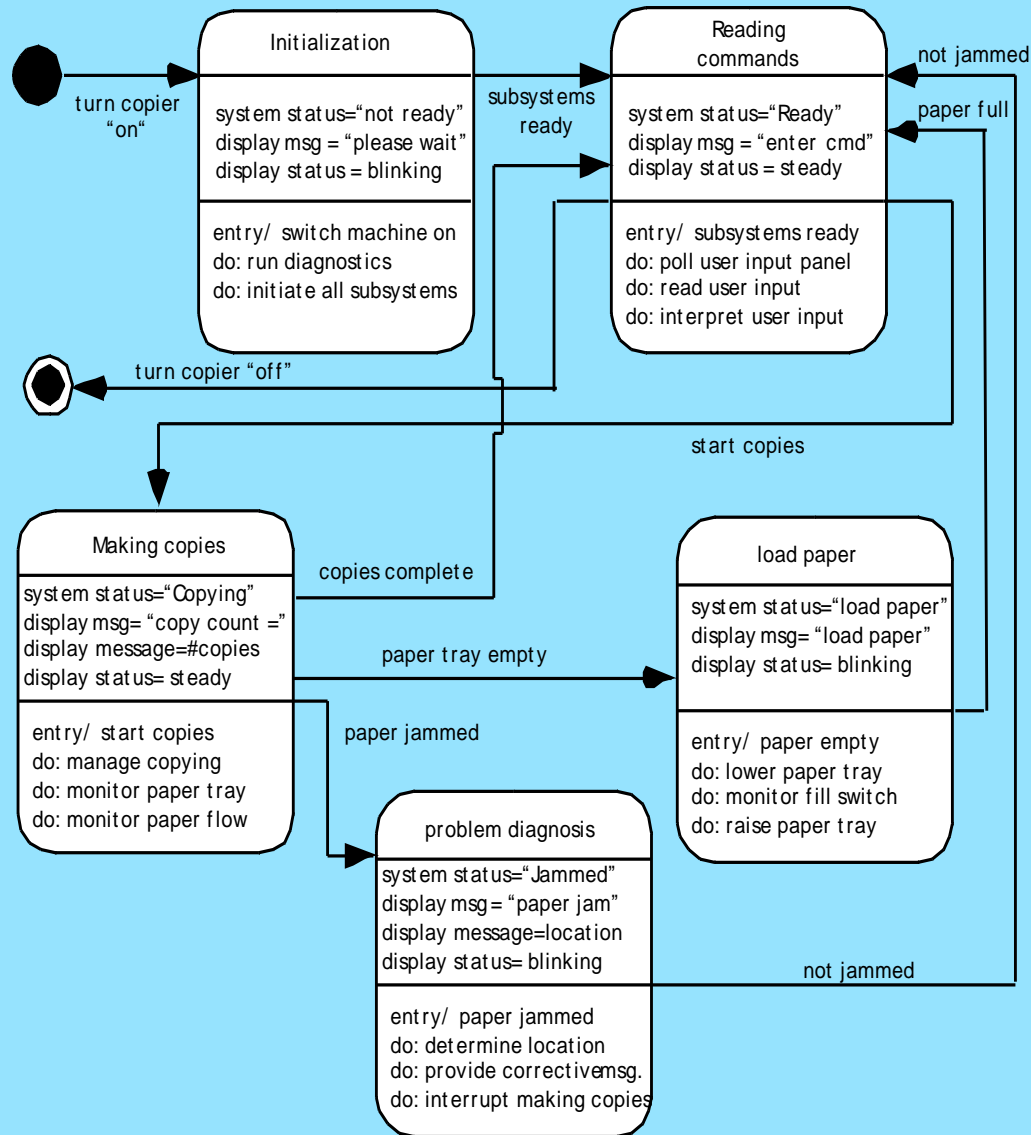 Initialization
system status="not ready"
display msg = "please wait"
display status = blinking
entry/ switch machine on
do: run diagnostics
do: initiate all subsystems
turn copier
"on"
subsystems
ready
Reading
commands
system status="Ready"
display msg = "enter cmd"
display status = steady
entry/ subsystems ready
do: poll user input panel
do: read user input
do: interpret user input
not jammed
paper full
turn copier "off"
start copies
Making copies
system status="Copying"
display msg= "copy count ="
display message=#copies
display status= steady
entry/ start copies
do: manage copying
do: monitor paper tray
do: monitor paper flow
copies complete
paper tray empty
paper jammed
load paper
system status="load paper"
display msg= "load paper"
display status= blinking
entry/ paper empty
do: lower paper tray
do: monitor fill switch
do: raise paper tray
problem diagnosis
system status="Jammed"
display msg = "paper jam"
display message=location
display status= blinking
entry/ paper jammed
do: determine location
do: provide correctivemsg.
do: interrupt making copies
not jammed